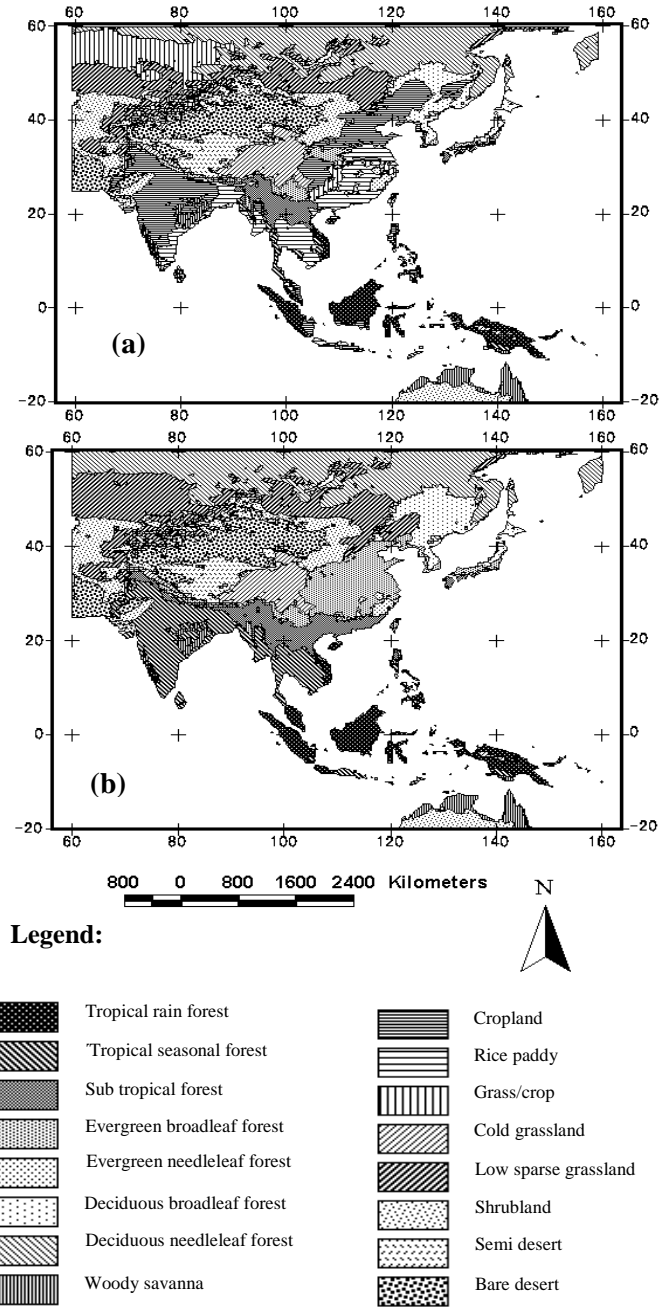 60 80 100 120 140 160
60 60
40 40
20 20
0 0
(a)
-20 -20
60 80 100 120 140 160
60 80 100 120 140 160
60 60
40 40
20 20
0 0
(b)
-20 -20
60 80 100 120 140 160
800 0 800 1600 2400 Kilometers
N
Legend:
Tropical rain forest
'Tropical seasonal forest
Sub tropical forest
Evergreen broadleaf forest
Evergreen needleleaf forest
Deciduous broadleaf forest
Deciduous needleleaf forest
Woody savanna
Cropland
Rice paddy
Grass/crop
Cold grassland
Low sparse grassland
Shrubland
Semi desert
Bare desert